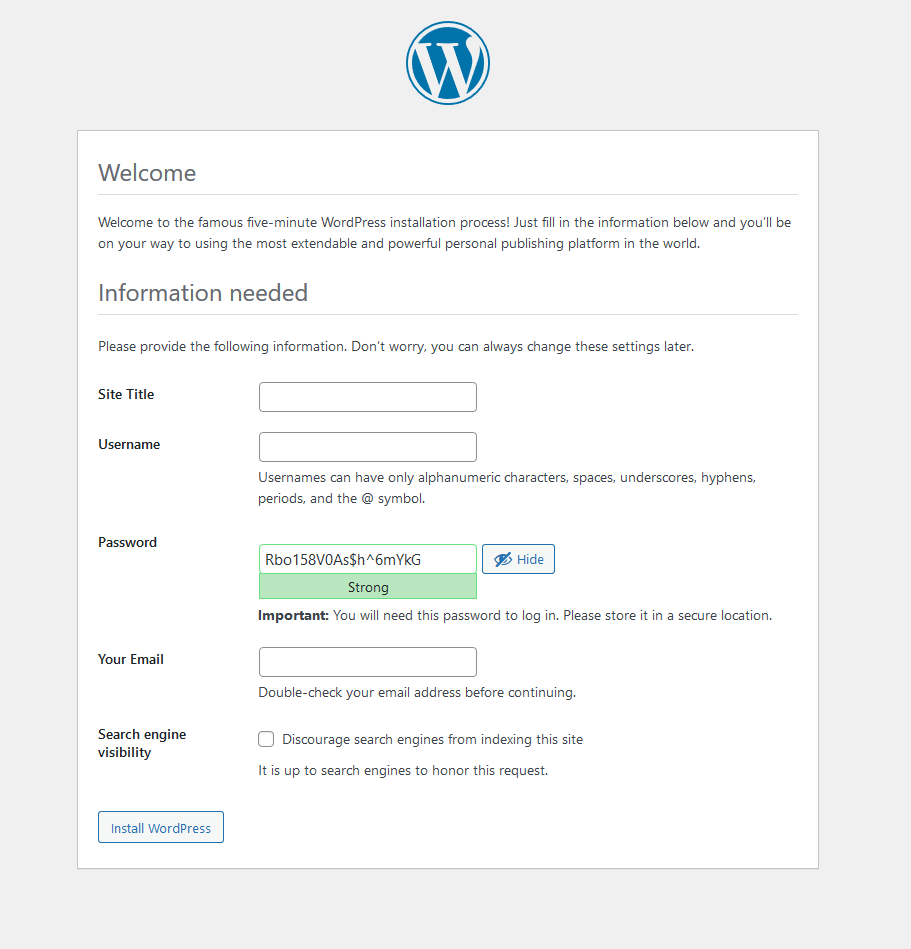 Welcome
Welcome to the famous five-minute WordPress installation process! Just fill in the information below and you’ll be
on your way to using the most extendable and powerful personal publishing platform in the world.
Information needed
Please provide the following information. Don’t worry, you can always change these settings later.
Site Title
Username
Usernames can have only alphanumeric characters, spaces, underscores, hyphens,
periods, and the @ symbol.
Password
Rbo158V0As$h^6mYkG
Hide
Strong
Important: You will need this password to log in. Please store it in a secure location.
Your Email
Double-check your email address before continuing.
Search engine
visibility
Discourage search engines from indexing this site
It is up to search engines to honor this request.
Install WordPress